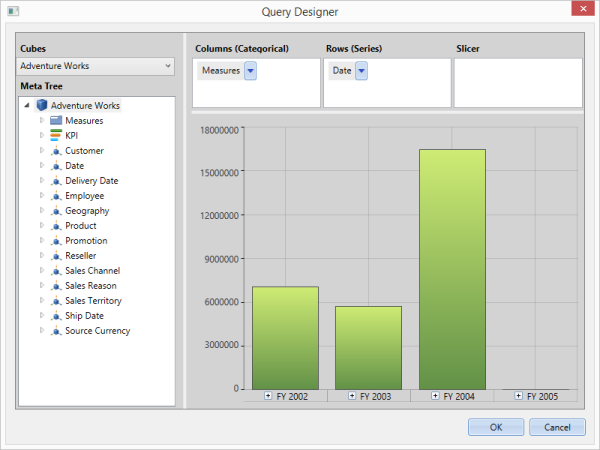 Query Designer
Cubes
Adventure Works
Meta Tree
Adventure Works
Measures
KPI
Customer
Date
Delivery Date
Employee
Geography
Product
Promotion
Reseller
Sales Channel
Sales Reason
Sales Territory
Ship Date
Source Currency
Columns (Categorical)
Rows (Series)
Slicer
Measures
Date
18000000
15000000
12000000
9000000
6000000
3000000
0
FY 2002
FY 2003
FY 2004
FY 2005
OK
Cancel